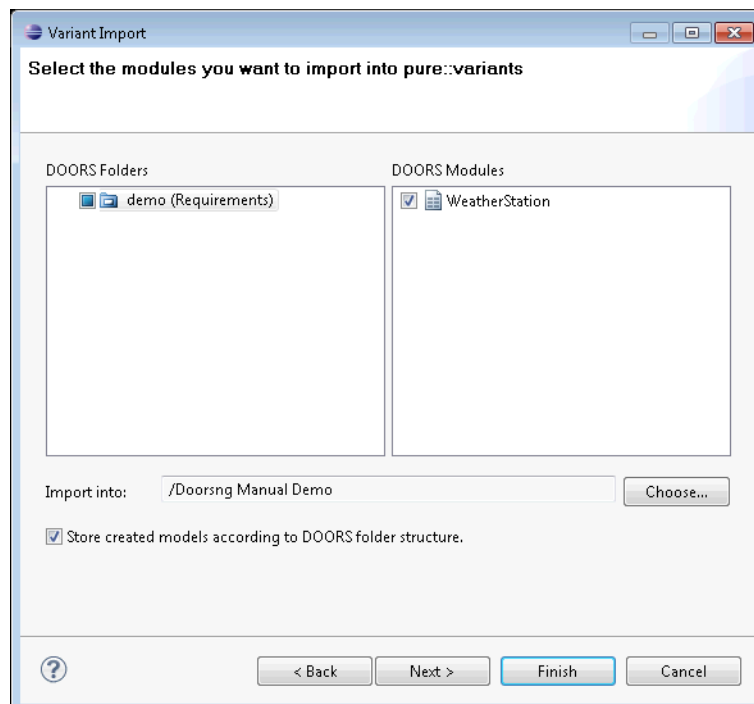 Variant Import
Select the modules you want to import into pure::variants
DOORS Folders
DOORS Modules
demo (Requirements)
WeatherStation
Import into:
/Doorsng Manual Demo
Choose...
Store created models according to DOORS folder structure.
?
< Back
Next >
Finish
Cancel